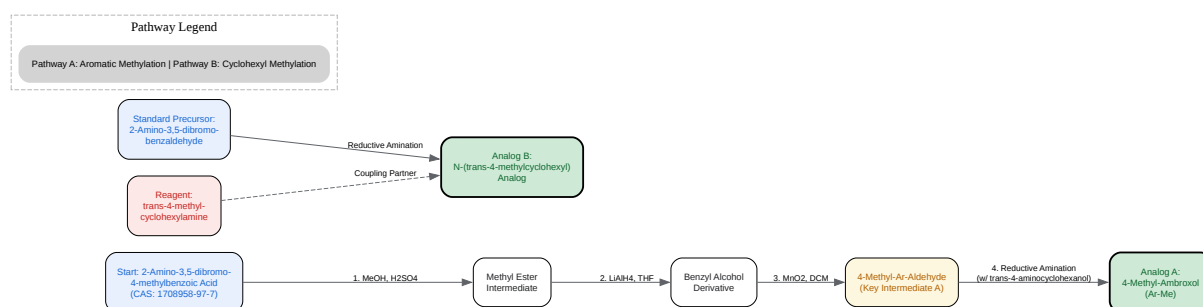 Pathway Legend
Pathway A: Aromatic Methylation | Pathway B: Cyclohexyl Methylation
Standard Precursor:
2-Amino-3,5-dibromo-
benzaldehyde
Reductive Amination
Analog B:
N-(trans-4-methylcyclohexyl)
Analog
Coupling Partner
Reagent:
trans-4-methyl-
cyclohexylamine
Start: 2-Amino-3,5-dibromo-
4-methylbenzoic Acid
(CAS: 1708958-97-7)
1. MeOH, H2SO4
Methyl Ester
Intermediate
2. LiAlH4, THF
Benzyl Alcohol
Derivative
3. MnO2, DCM
4-Methyl-Ar-Aldehyde
(Key Intermediate A)
4. Reductive Amination
(w/ trans-4-aminocyclohexanol)
Analog A:
4-Methyl-Ambroxol
(Ar-Me)